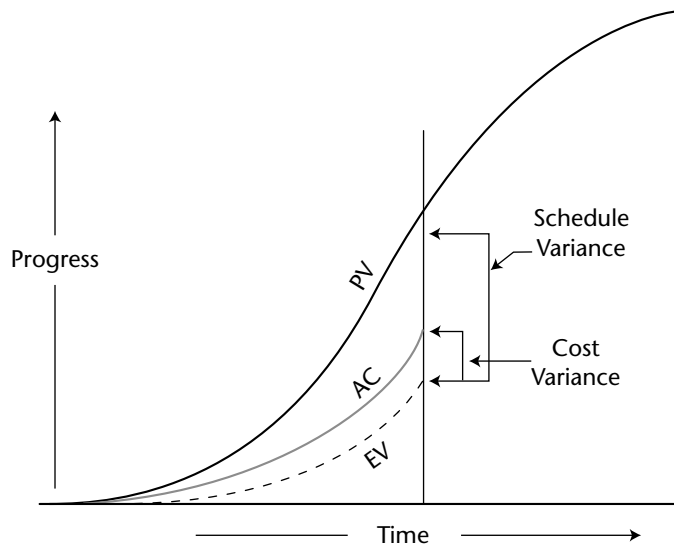 Progress
PV
AC
EV
Schedule
Variance
Cost
Variance
Time